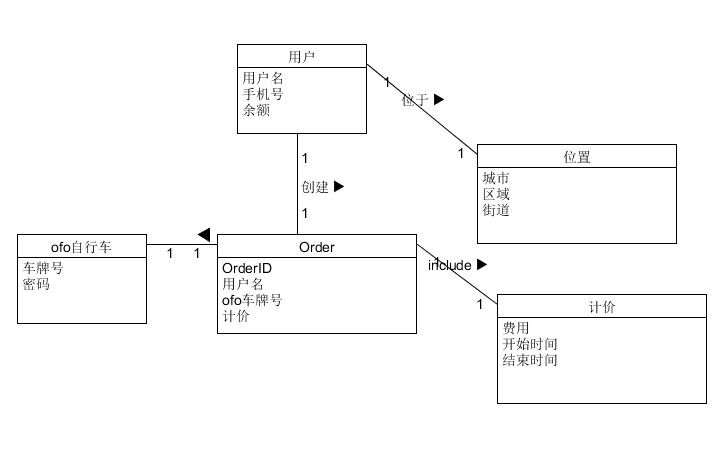 用户
用户名
手机号
余额
1
位于 ▶
1
位置
城市
区域
街道
1
创建 ▶
1
ofo自行车
车牌号
密码
◀
1
1
Order
OrderID
用户名
ofo车牌号
计价
1
include ▶
1
计价
费用
开始时间
结束时间